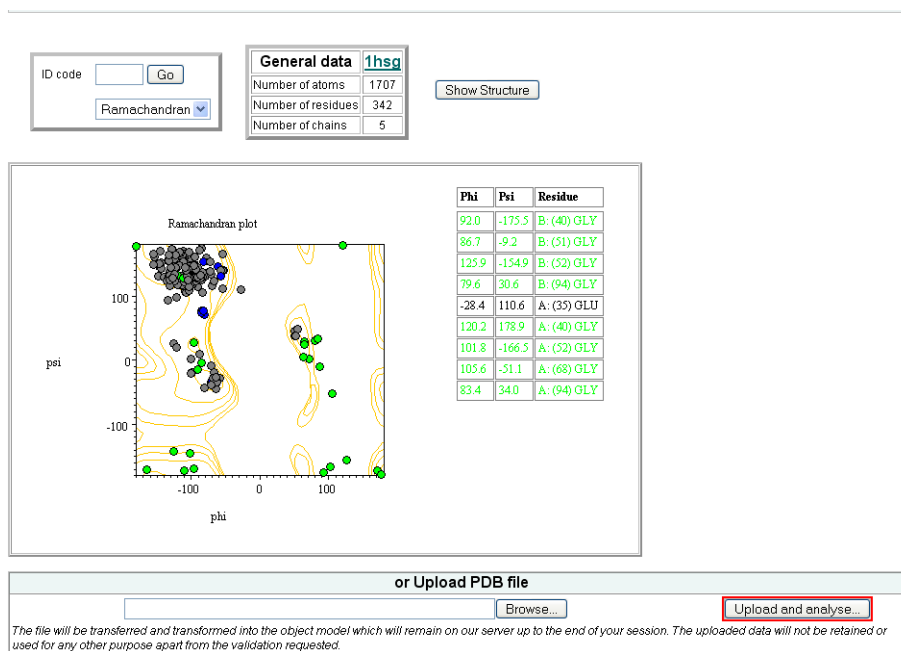 ID code Go
Ramachandran
General data 1hsg
Number of atoms 1707
Number of residues 342
Number of chains 5
Show Structure
Ramachandran plot
100
0
-100
psi
-100 0 100
phi
Phi Psi Residue
92.0 -175.5 B: (40) GLY
86.7 -9.2 B: (51) GLY
125.9 -154.9 B: (52) GLY
79.6 30.6 B: (94) GLY
-28.4 110.6 A: (35) GLU
120.2 178.9 A: (40) GLY
101.8 -166.5 A: (52) GLY
105.6 -51.1 A: (68) GLY
83.4 34.0 A: (94) GLY
or Upload PDB file
Browse... Upload and analyse...
The file will be transferred and transformed into the object model which will remain on our server up to the end of your session. The uploaded data will not be retained or
used for any other purpose apart from the validation requested.